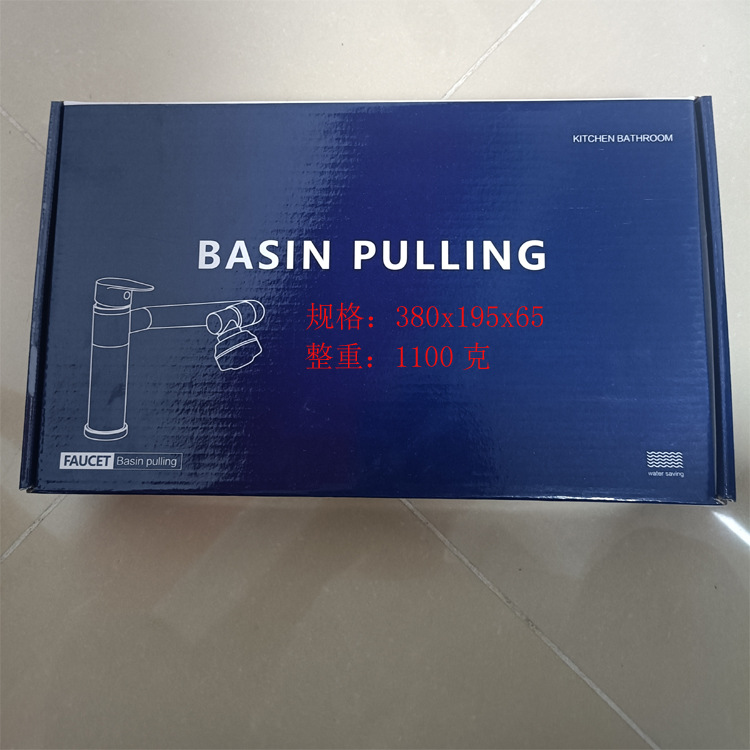 KITCHEN BATHROOM
BASIN PULLING
规格：380x195x65
整重：1100 克
FAUCET Basin pulling
water saving